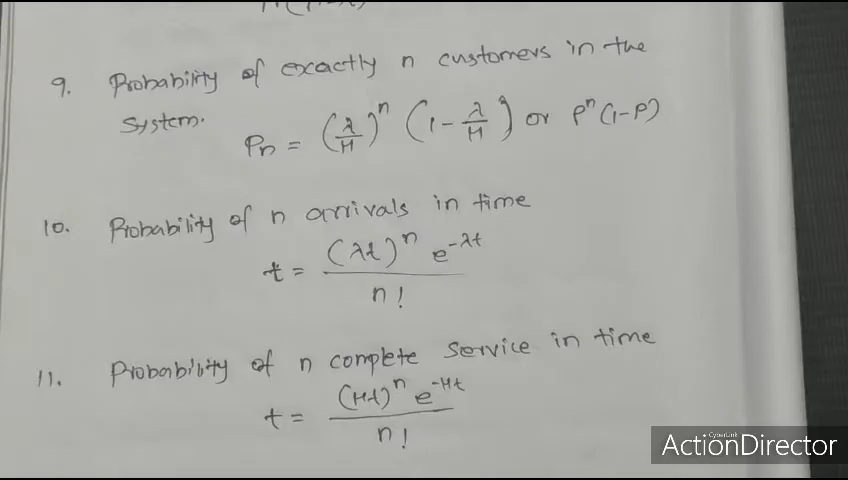 9. Probability of exactly n customers in the
system.
Pn = (λ/μ)^n (1 - λ/μ) or ρ^n (1-ρ)
10. Probability of n arrivals in time
t = (λt)^n e^-λt / n!
11. Probability of n complete service in time
t = (μt)^n e^-μt / n!
CyberLink
ActionDirector